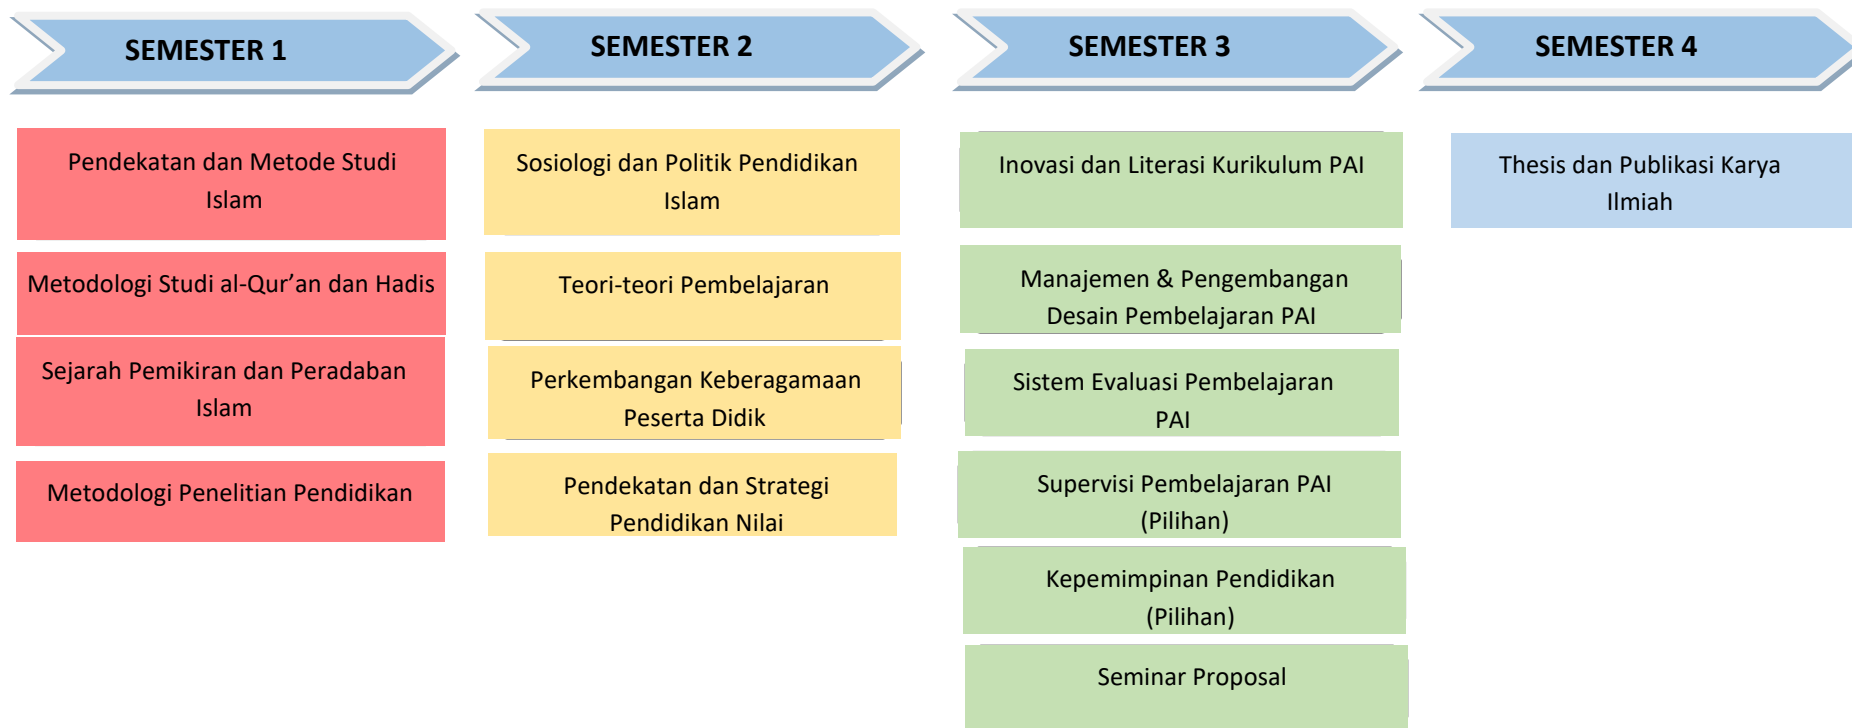 SEMESTER 1
SEMESTER 2
SEMESTER 3
SEMESTER 4
Pendekatan dan Metode Studi
Islam
Metodologi Studi al-Qur’an dan Hadis
Sejarah Pemikiran dan Peradaban
Islam
Metodologi Penelitian Pendidikan
Sosiologi dan Politik Pendidikan
Islam
Teori-teori Pembelajaran
Perkembangan Keberagamaan
Peserta Didik
Pendekatan dan Strategi
Pendidikan Nilai
Inovasi dan Literasi Kurikulum PAI
Manajemen & Pengembangan
Desain Pembelajaran PAI
Sistem Evaluasi Pembelajaran
PAI
Supervisi Pembelajaran PAI
(Pilihan)
Kepemimpinan Pendidikan
(Pilihan)
Seminar Proposal
Thesis dan Publikasi Karya
Ilmiah